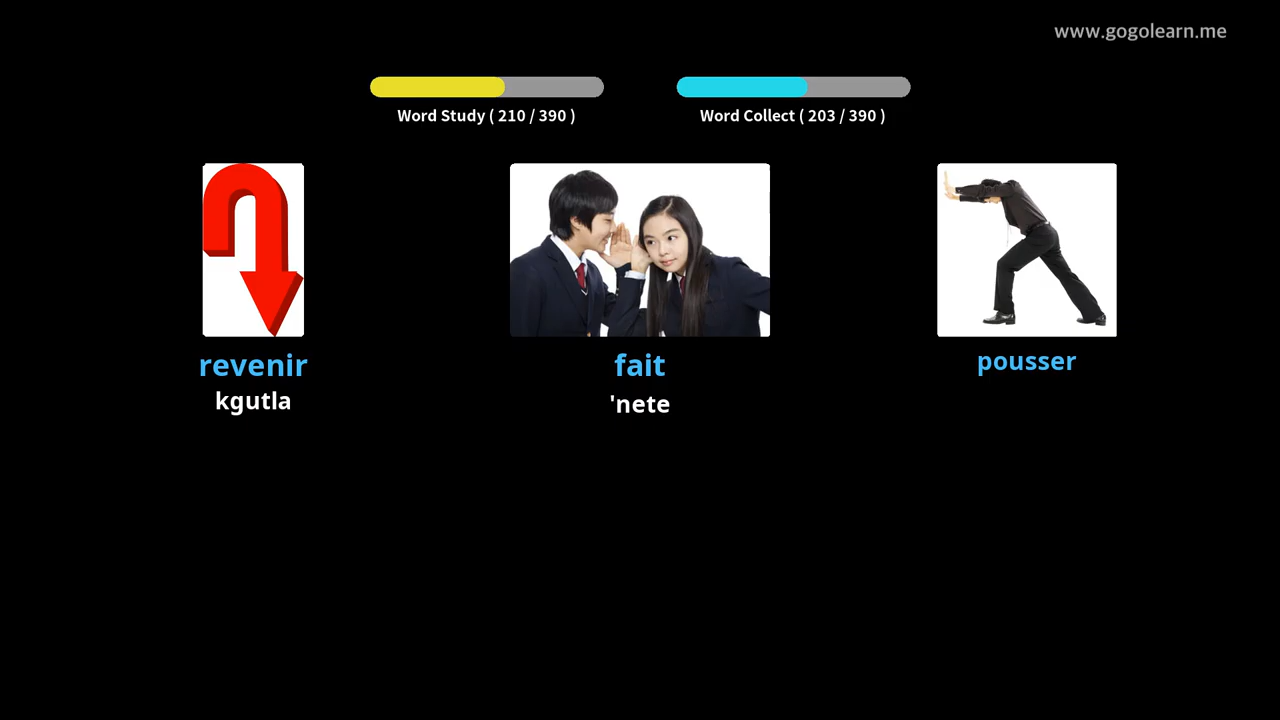 www.gogolearn.me
Word Study ( 210 / 390 )
Word Collect ( 203 / 390 )
revenir
kgutla
fait
'nete
pousser